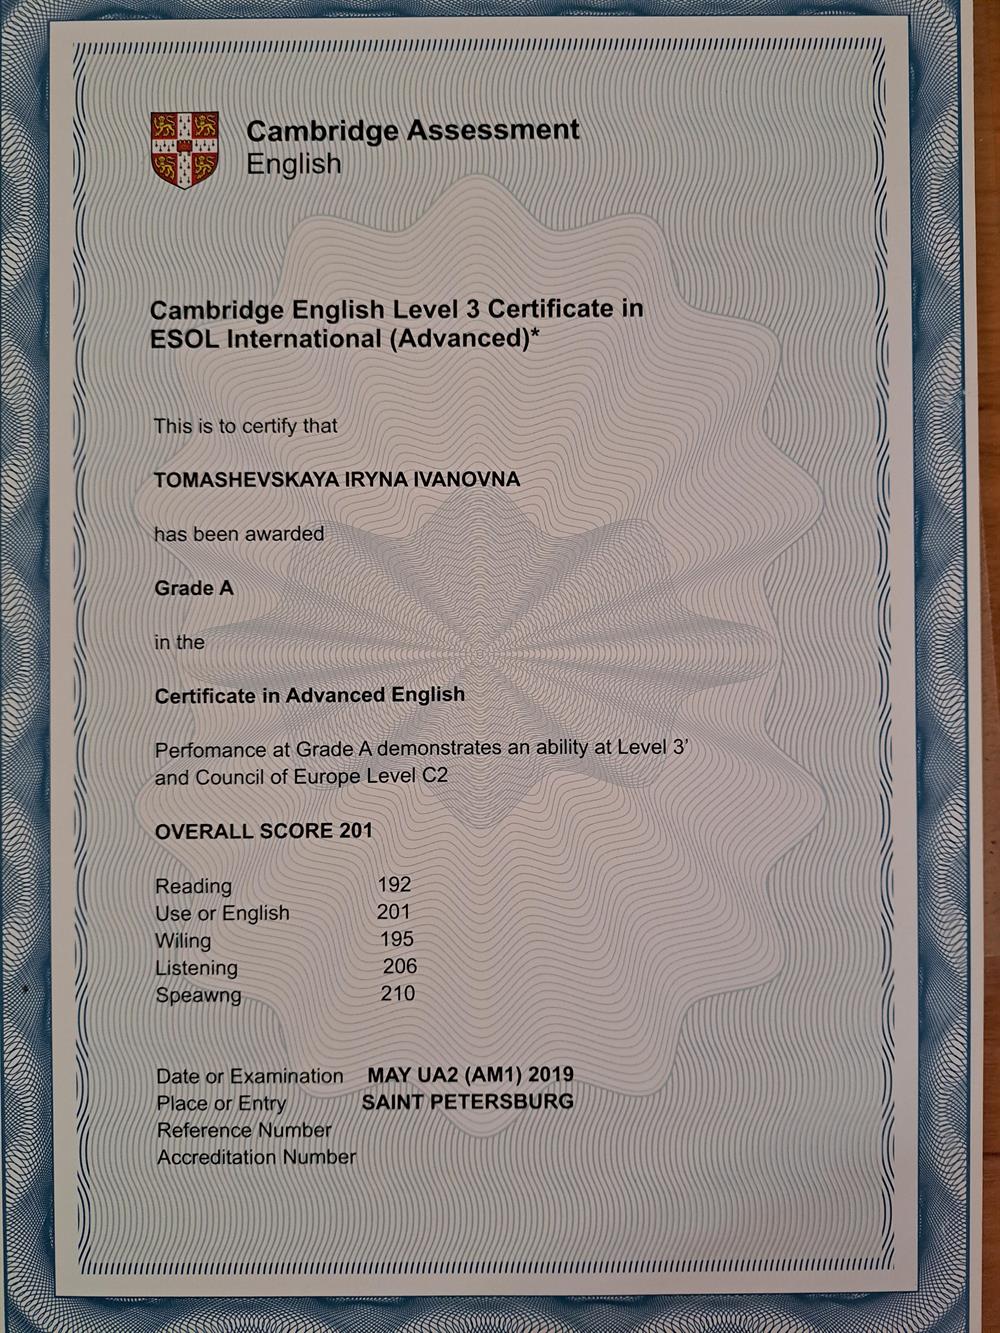 Cambridge Assessment
English
Cambridge English Level 3 Certificate in
ESOL International (Advanced)*
This is to certify that
TOMASHEVSKAYA IRYNA IVANOVNA
has been awarded
Grade A
in the
Certificate in Advanced English
Perfomance at Grade A demonstrates an ability at Level 3'
and Council of Europe Level C2
OVERALL SCORE 201
Reading 192
Use or English 201
Wiling 195
Listening 206
Speawng 210
Date or Examination MAY UA2 (AM1) 2019
Place or Entry SAINT PETERSBURG
Reference Number
Accreditation Number